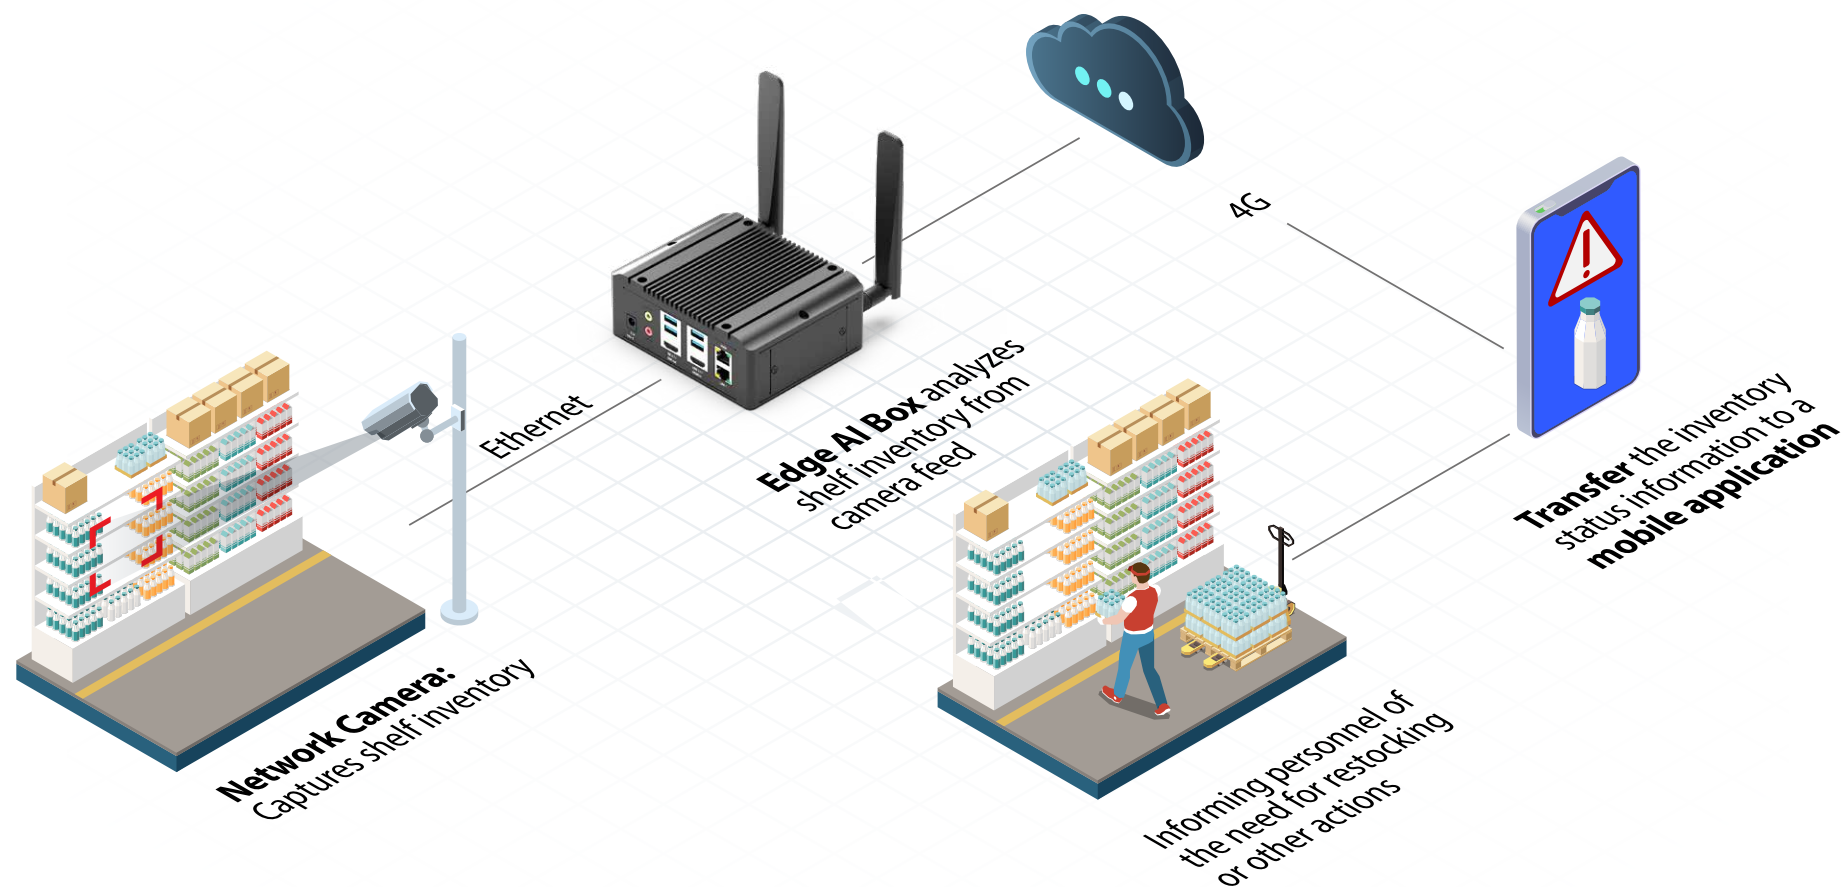 4G
Ethernet
Edge AI Box analyzes
shelf inventory from
camera feed
Transfer the inventory
status information to a
mobile application
Network Camera:
Captures shelf inventory
Informing personnel of
the need for restocking
or other actions